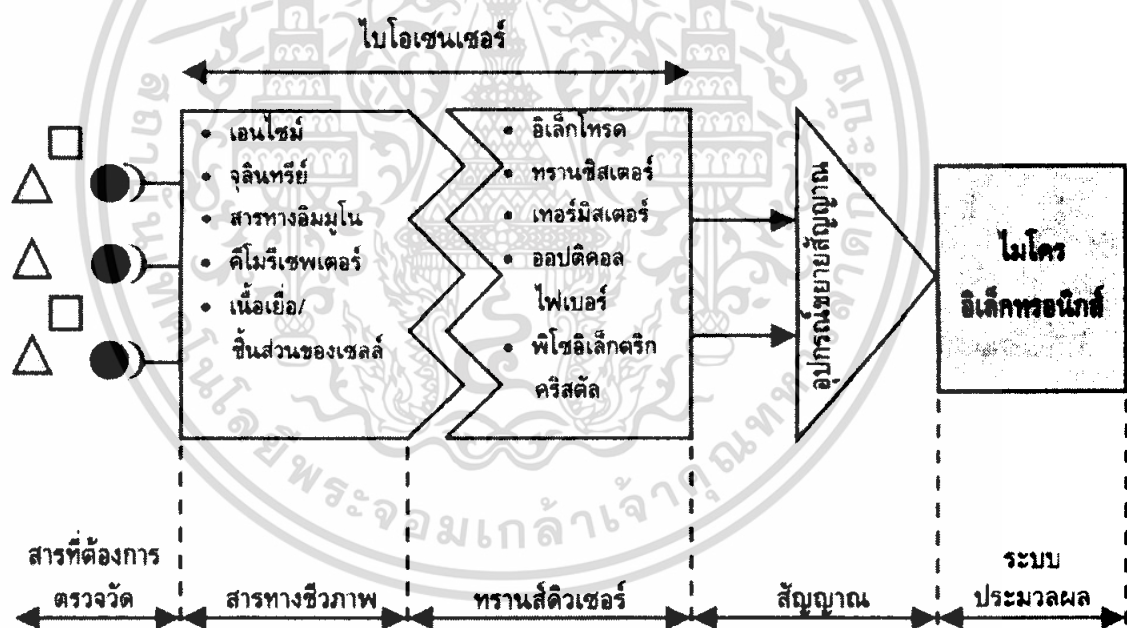 ไบโอเซนเซอร์
• เอนไซม์
• จุลินทรีย์
• สารทางอิมมูโน
• คีโมรีเซพเตอร์
• เนื้อเยื่อ/
ชิ้นส่วนของเซลล์
• อิเล็กโทรด
• ทรานซิสเตอร์
• เทอร์มิสเตอร์
• ออปติคอล
ไฟเบอร์
• พิโซอิเล็กตริก
คริสตัล
อุปกรณ์ขยายสัญญาณ
ไมโคร
อิเล็กทรอนิกส์
สารที่ต้องการ
ตรวจวัด
สารทางชีวภาพ
ทรานส์ดิวเซอร์
สัญญาณ
ระบบ
ประมวลผล